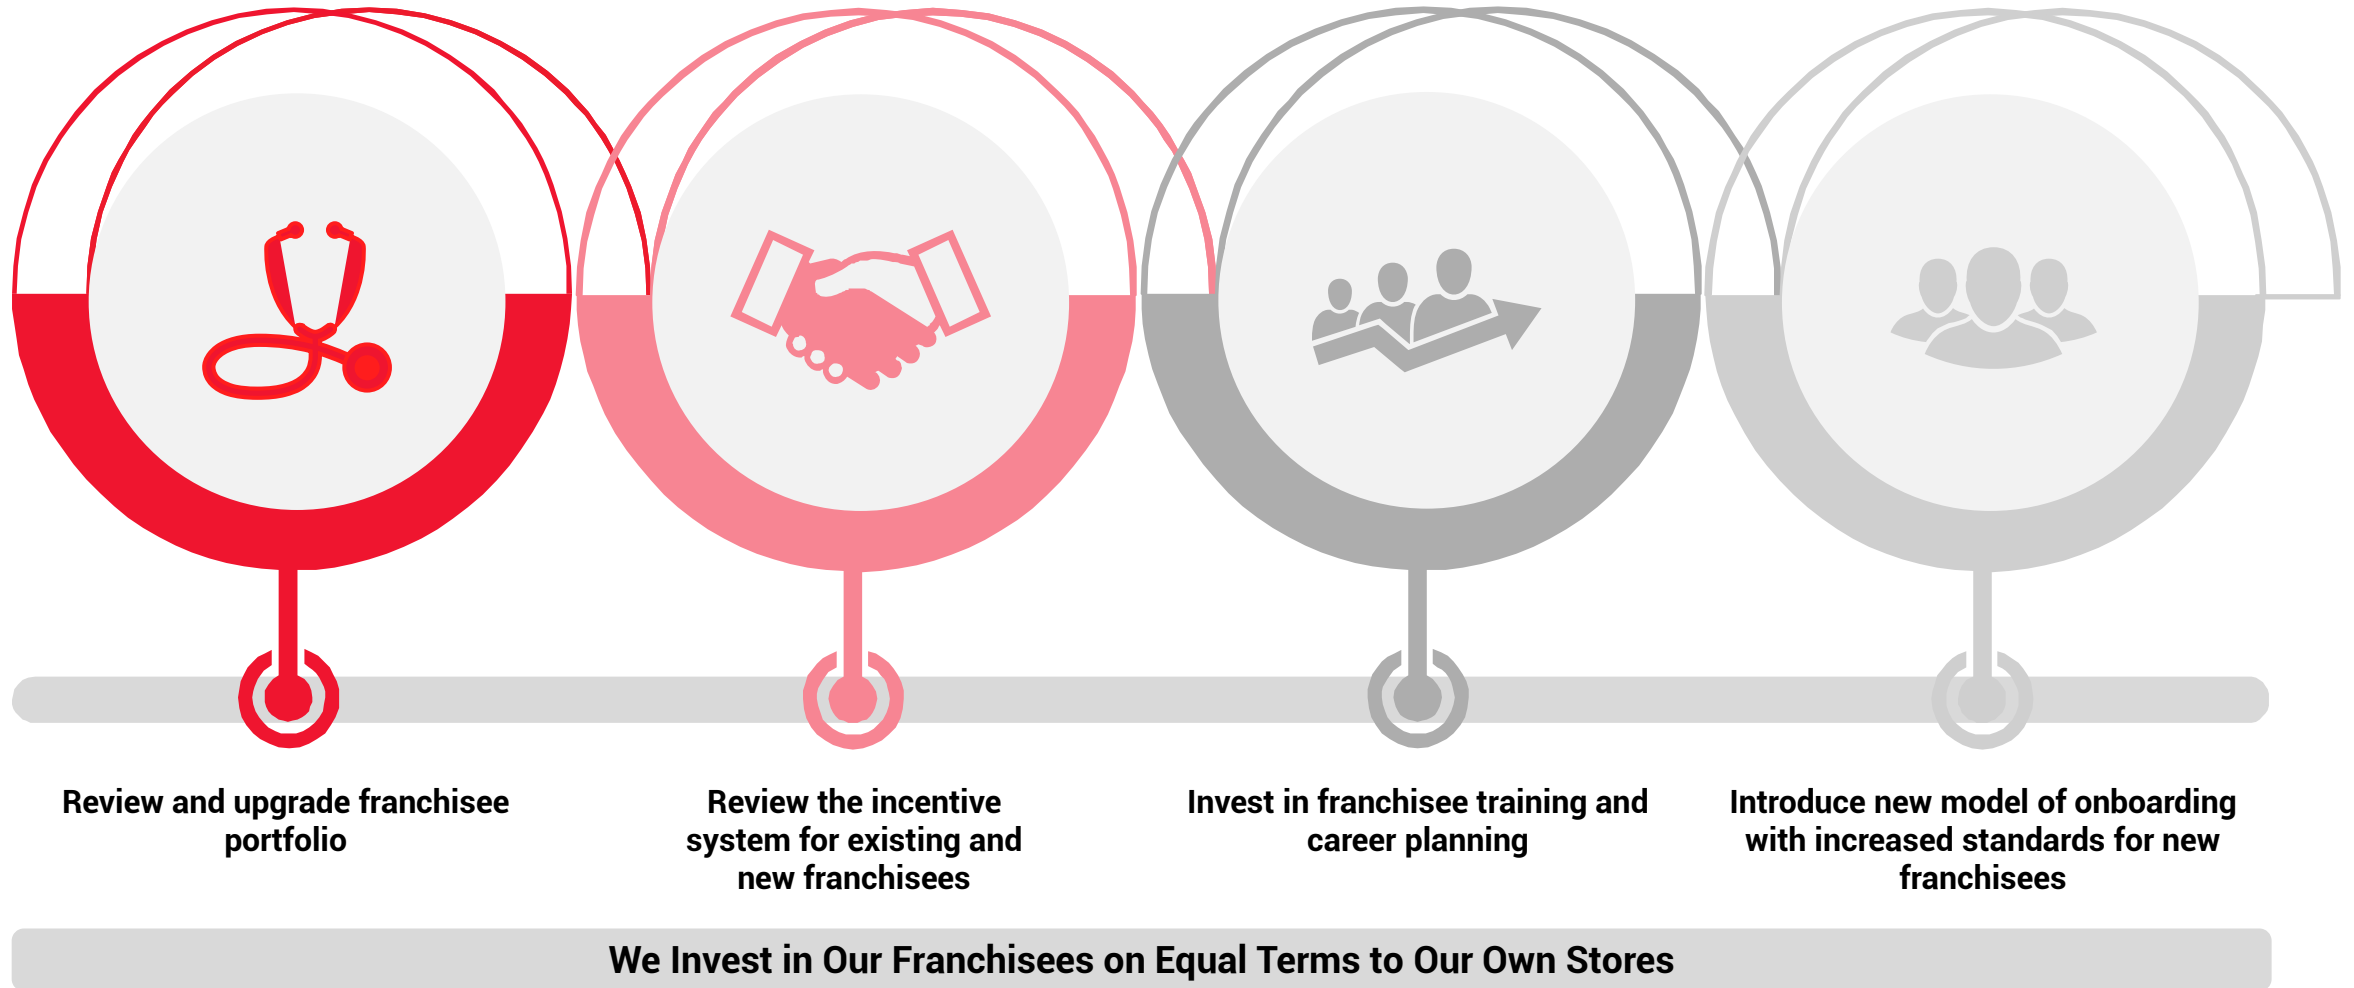 Review and upgrade franchisee
portfolio
Review the incentive
system for existing and
new franchisees
Invest in franchisee training and
career planning
Introduce new model of onboarding
with increased standards for new
franchisees
We Invest in Our Franchisees on Equal Terms to Our Own Stores